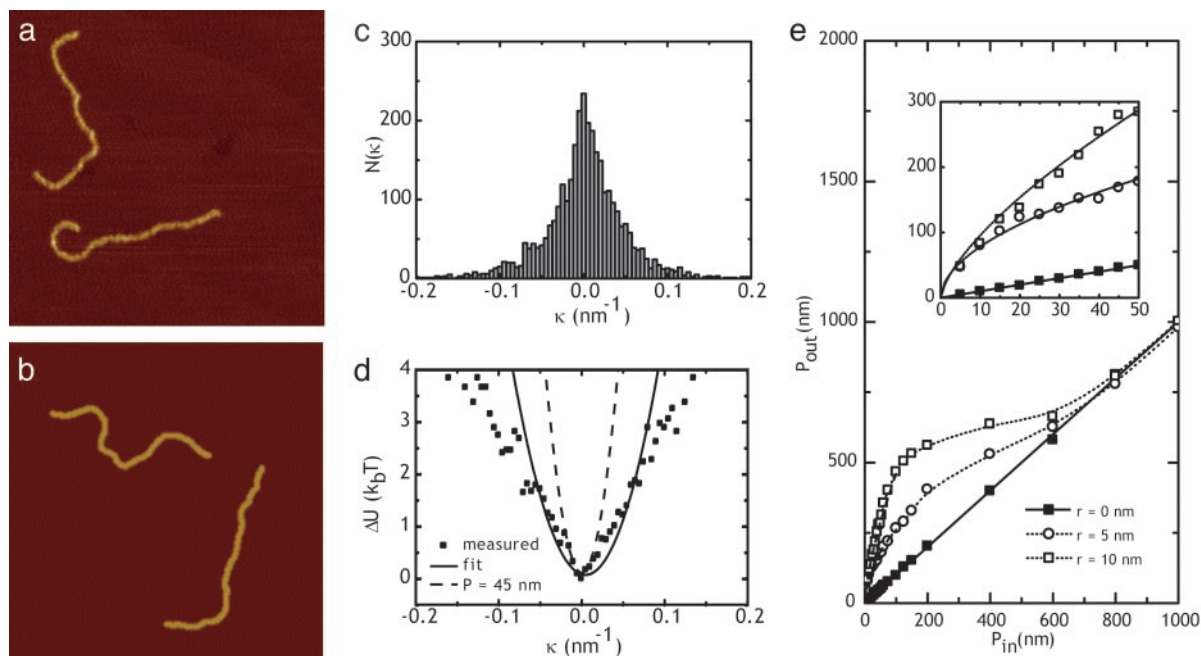 a
b
c
300
200
100
0
N(κ)
-0.2
-0.1
0.0
0.1
0.2
κ (nm⁻¹)
d
4
3
2
1
0
ΔU (k_bT)
measured
fit
P = 45 nm
-0.2
-0.1
0.0
0.1
0.2
κ (nm⁻¹)
e
2000
1500
1000
500
0
P_out(nm)
300
200
100
0
0
10
20
30
40
50
r = 0 nm
r = 5 nm
r = 10 nm
0
200
400
600
800
1000
P_in(nm)